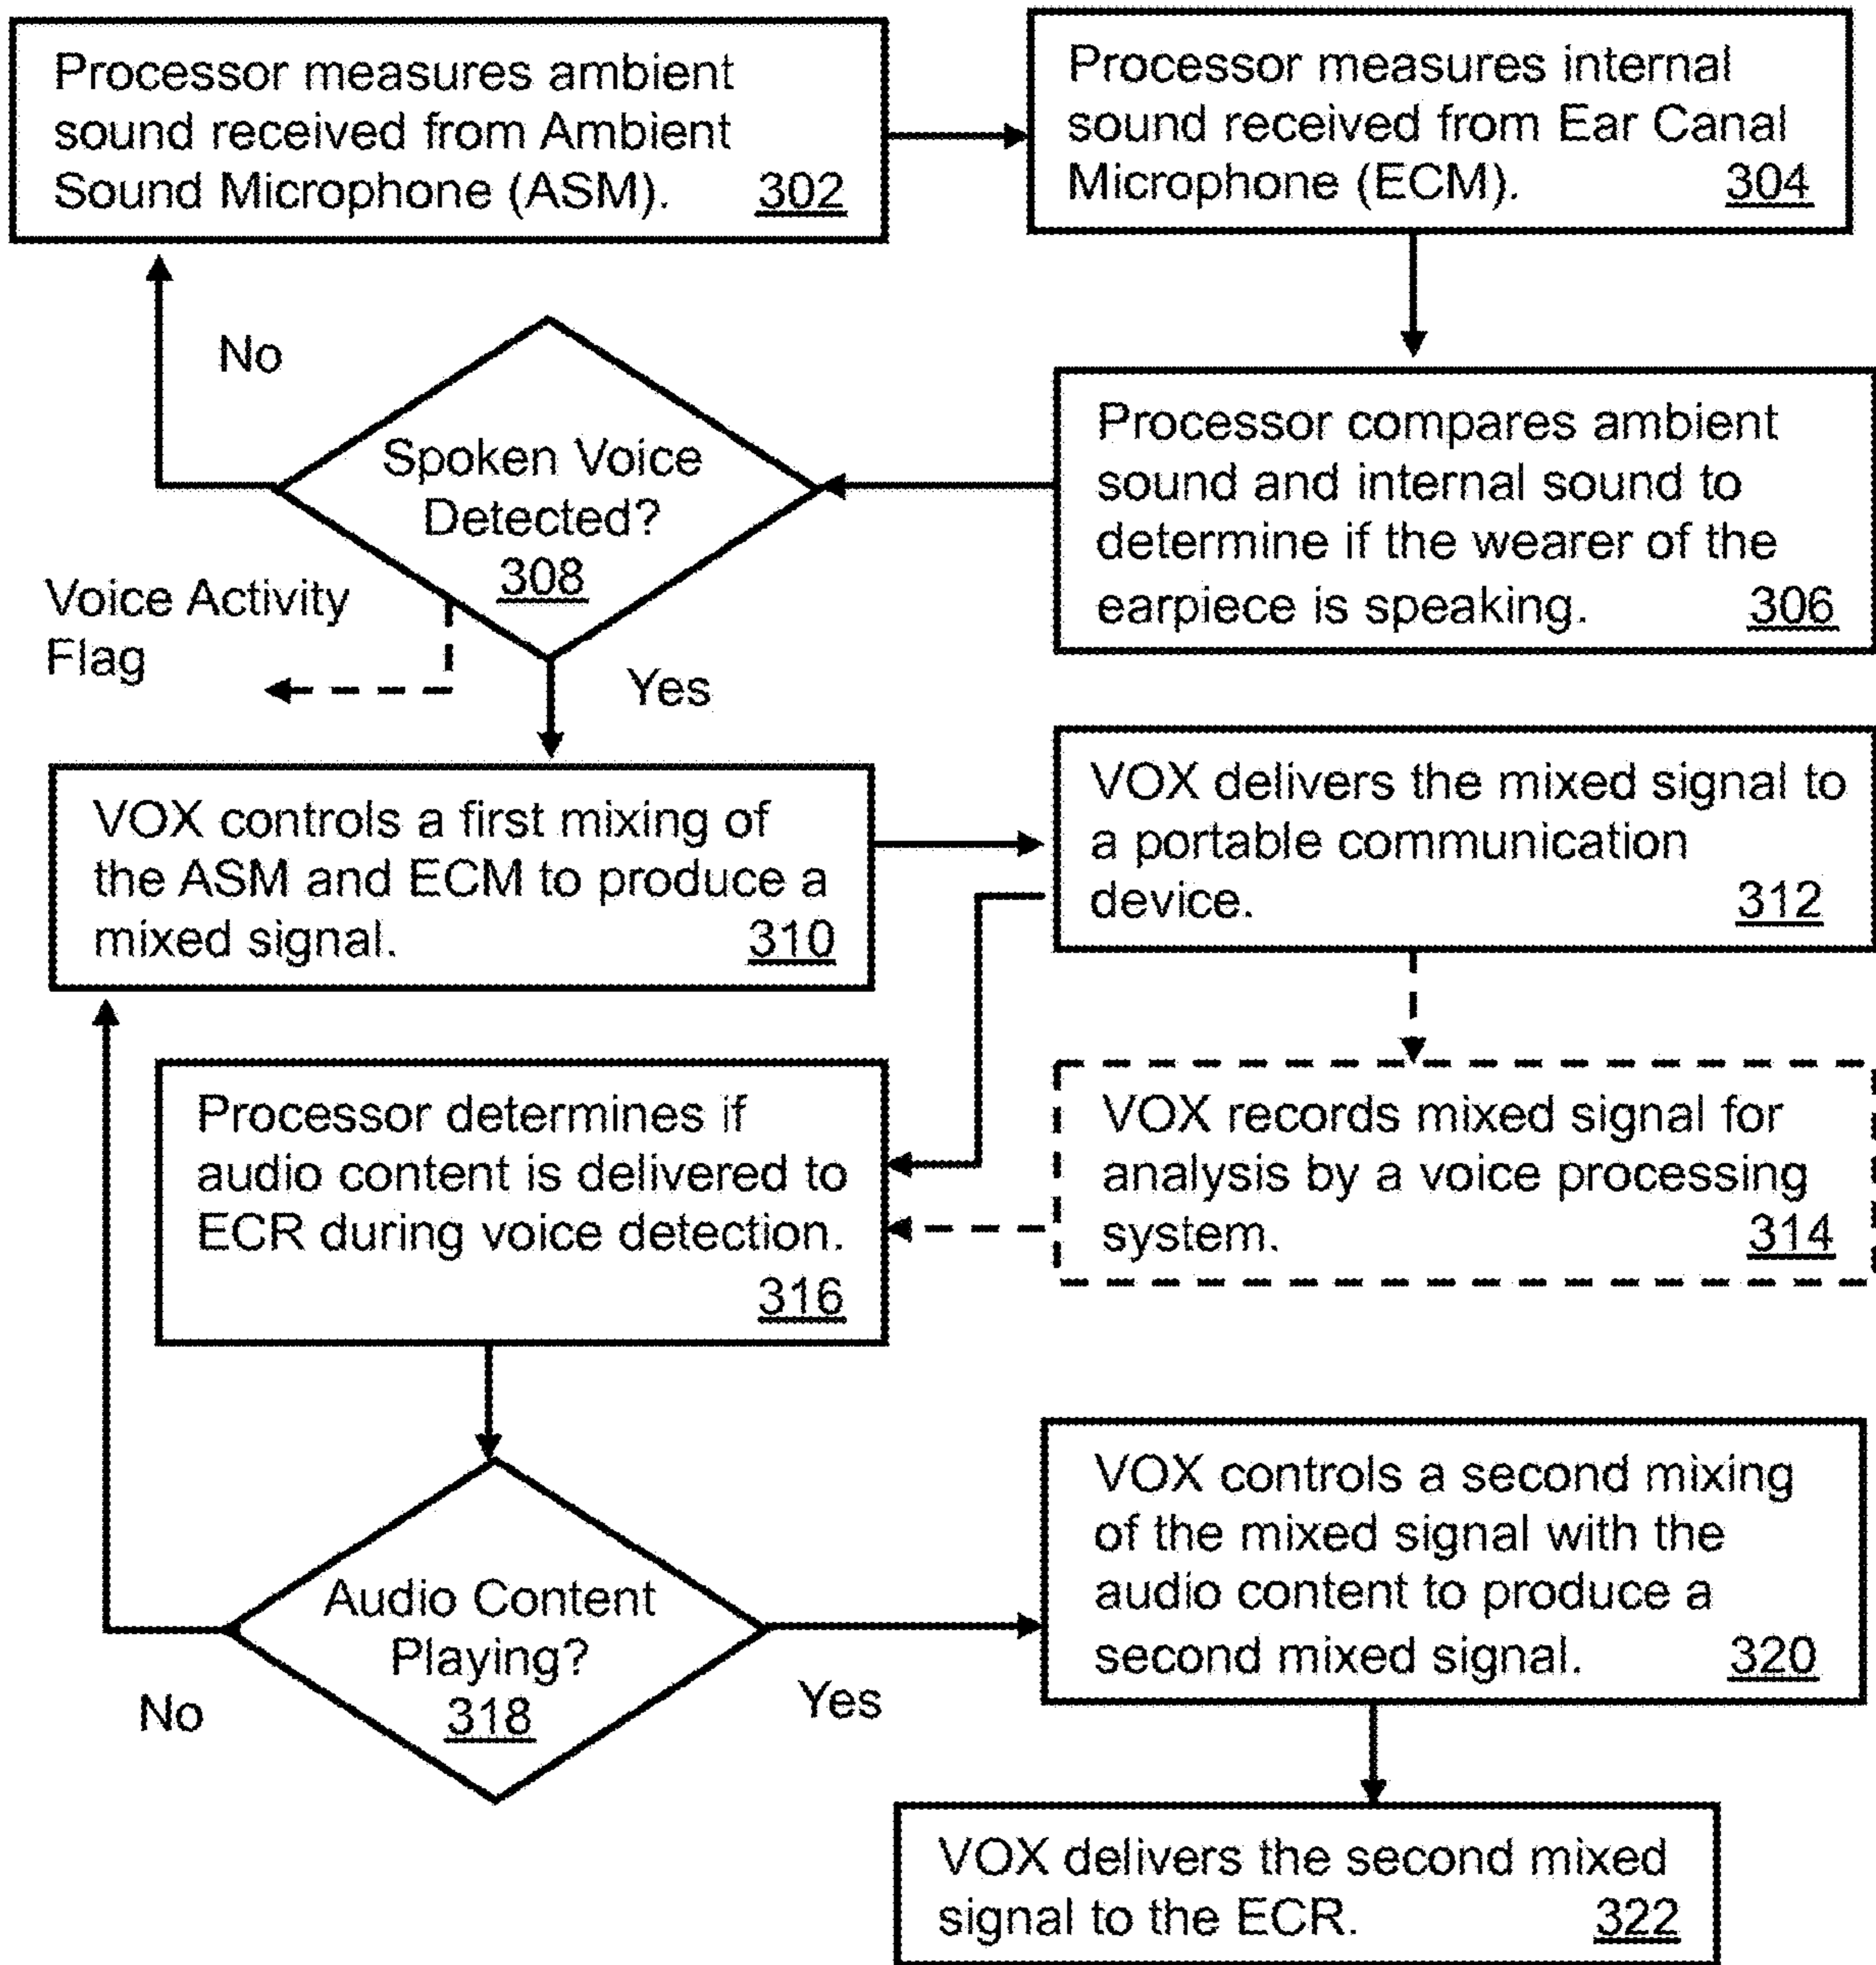 Processor measures ambient
sound received from Ambient
Sound Microphone (ASM). 302
Processor measures internal
sound received from Ear Canal
Microphone (ECM). 304
Processor compares ambient
sound and internal sound to
determine if the wearer of the
earpiece is speaking. 306
No
Spoken Voice
Detected?
308
Voice Activity
Flag
Yes
VOX controls a first mixing of
the ASM and ECM to produce a
mixed signal. 310
VOX delivers the mixed signal to
a portable communication
device. 312
VOX records mixed signal for
analysis by a voice processing
system. 314
Processor determines if
audio content is delivered to
ECR during voice detection.
316
Audio Content
Playing?
318
No
Yes
VOX controls a second mixing
of the mixed signal with the
audio content to produce a
second mixed signal. 320
VOX delivers the second mixed
signal to the ECR. 322